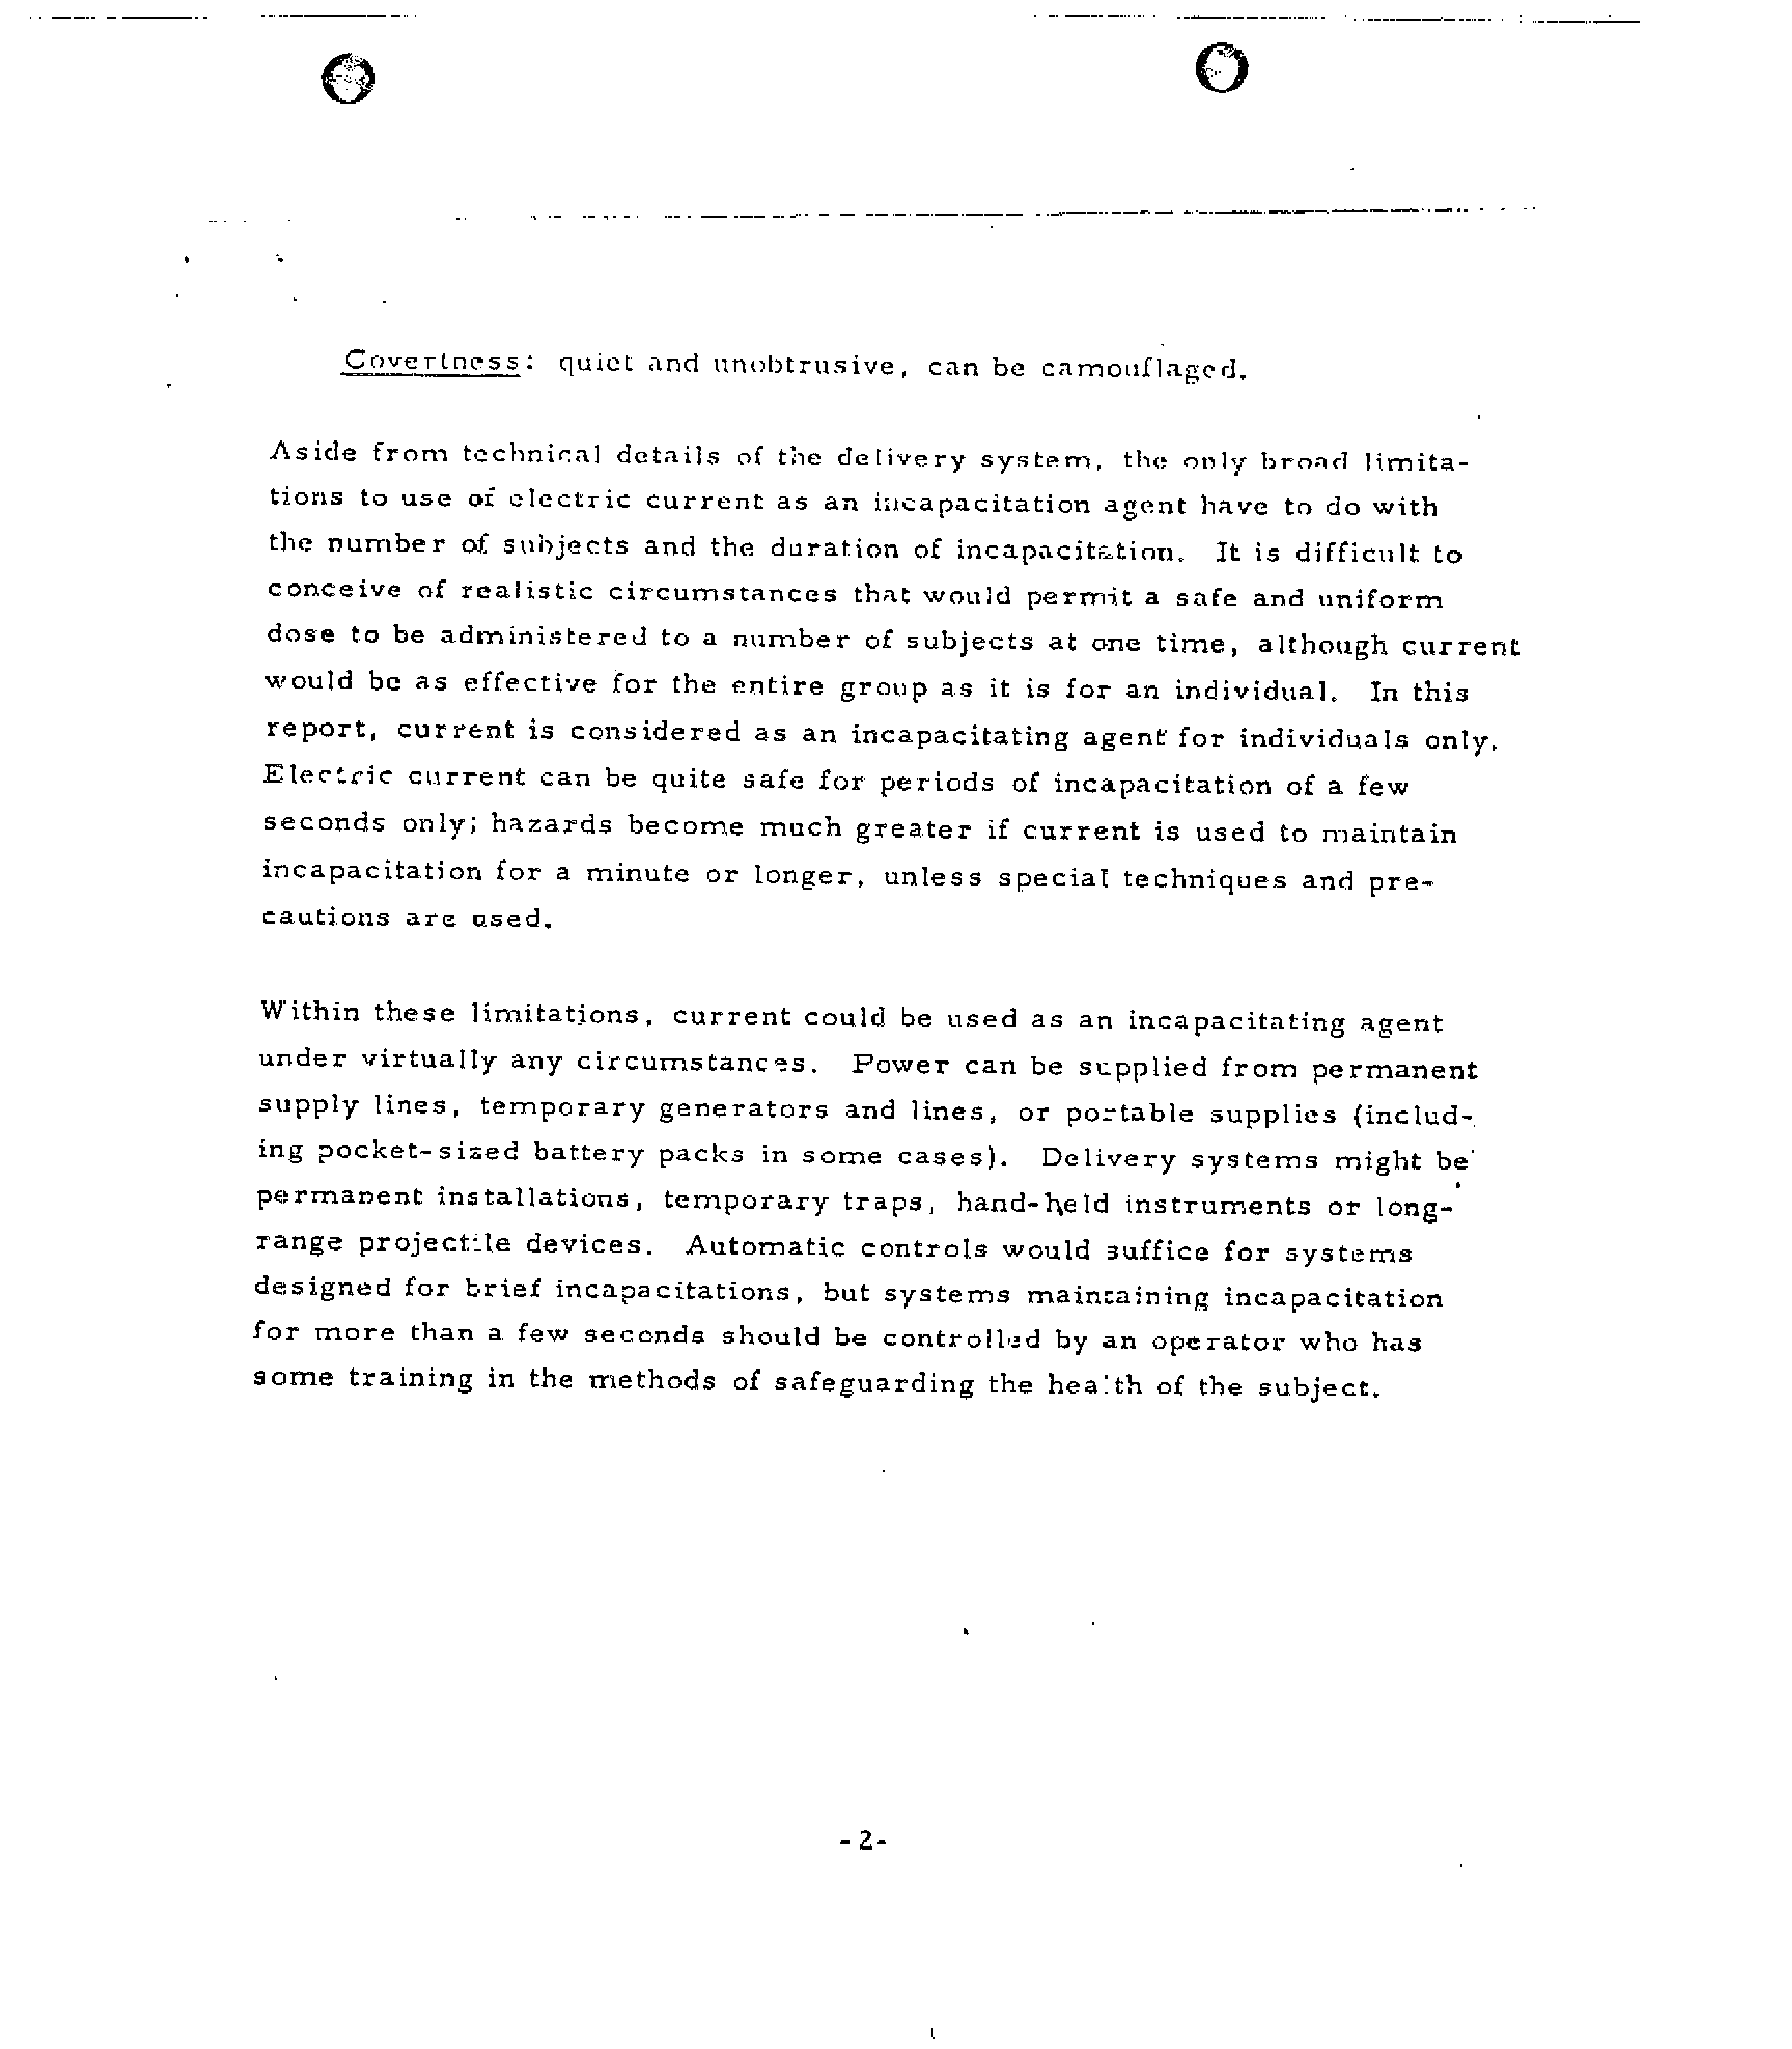 Covertness: quiet and unobtrusive, can be camouflaged.
Aside from technical details of the delivery system, the only broad limita-
tions to use of electric current as an incapacitation agent have to do with
the number of subjects and the duration of incapacitation. It is difficult to
conceive of realistic circumstances that would permit a safe and uniform
dose to be administered to a number of subjects at one time, although current
would be as effective for the entire group as it is for an individual. In this
report, current is considered as an incapacitating agent for individuals only.
Electric current can be quite safe for periods of incapacitation of a few
seconds only; hazards become much greater if current is used to maintain
incapacitation for a minute or longer, unless special techniques and pre-
cautions are used.
Within these limitations, current could be used as an incapacitating agent
under virtually any circumstances. Power can be supplied from permanent
supply lines, temporary generators and lines, or portable supplies (includ-
ing pocket-sized battery packs in some cases). Delivery systems might be
permanent installations, temporary traps, hand-held instruments or long-
range projectile devices. Automatic controls would suffice for systems
designed for brief incapacitations, but systems maintaining incapacitation
for more than a few seconds should be controlled by an operator who has
some training in the methods of safeguarding the health of the subject.
-2-